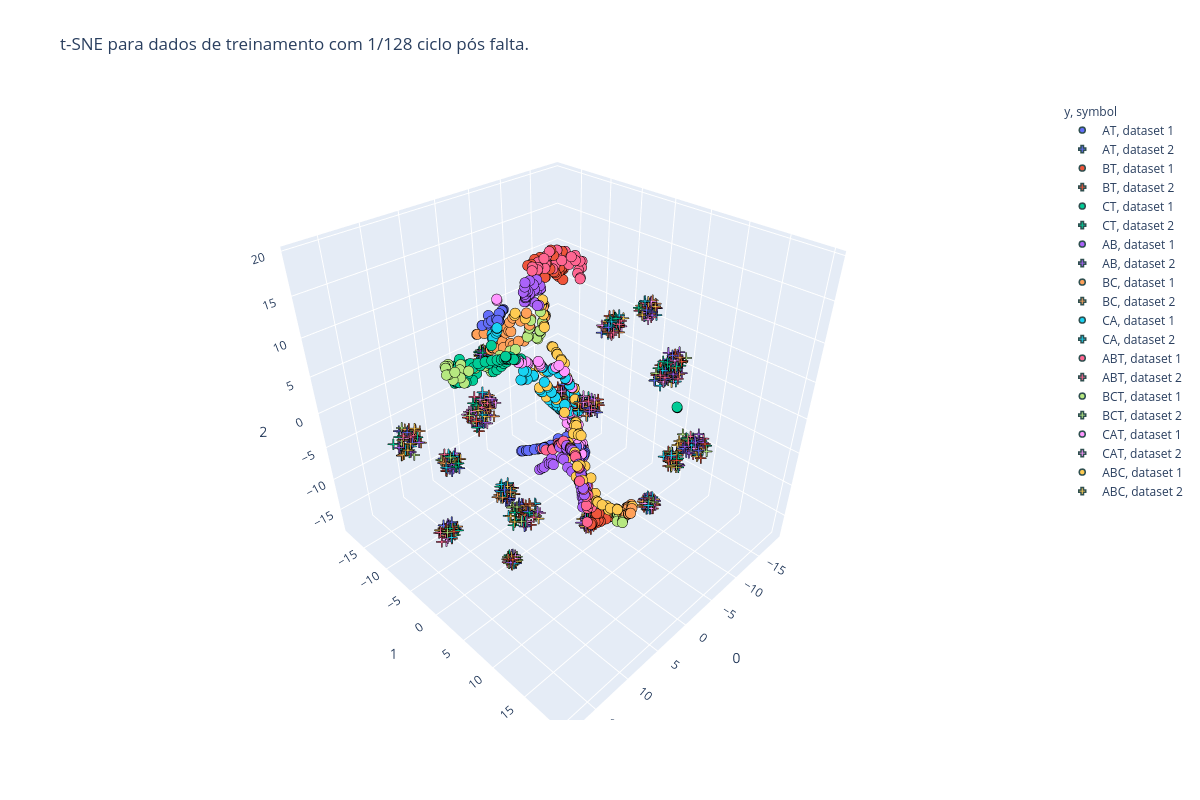 t-SNE para dados de treinamento com 1/128 ciclo pós falta.
y, symbol
AT, dataset 1
AT, dataset 2
BT, dataset 1
BT, dataset 2
CT, dataset 1
CT, dataset 2
AB, dataset 1
AB, dataset 2
BC, dataset 1
BC, dataset 2
CA, dataset 1
CA, dataset 2
ABT, dataset 1
ABT, dataset 2
BCT, dataset 1
BCT, dataset 2
CAT, dataset 1
CAT, dataset 2
ABC, dataset 1
ABC, dataset 2
20
15
10
5
0
−5
−10
−15
2
−15
−10
−5
0
5
10
15
1
−15
−10
−5
0
5
10
0